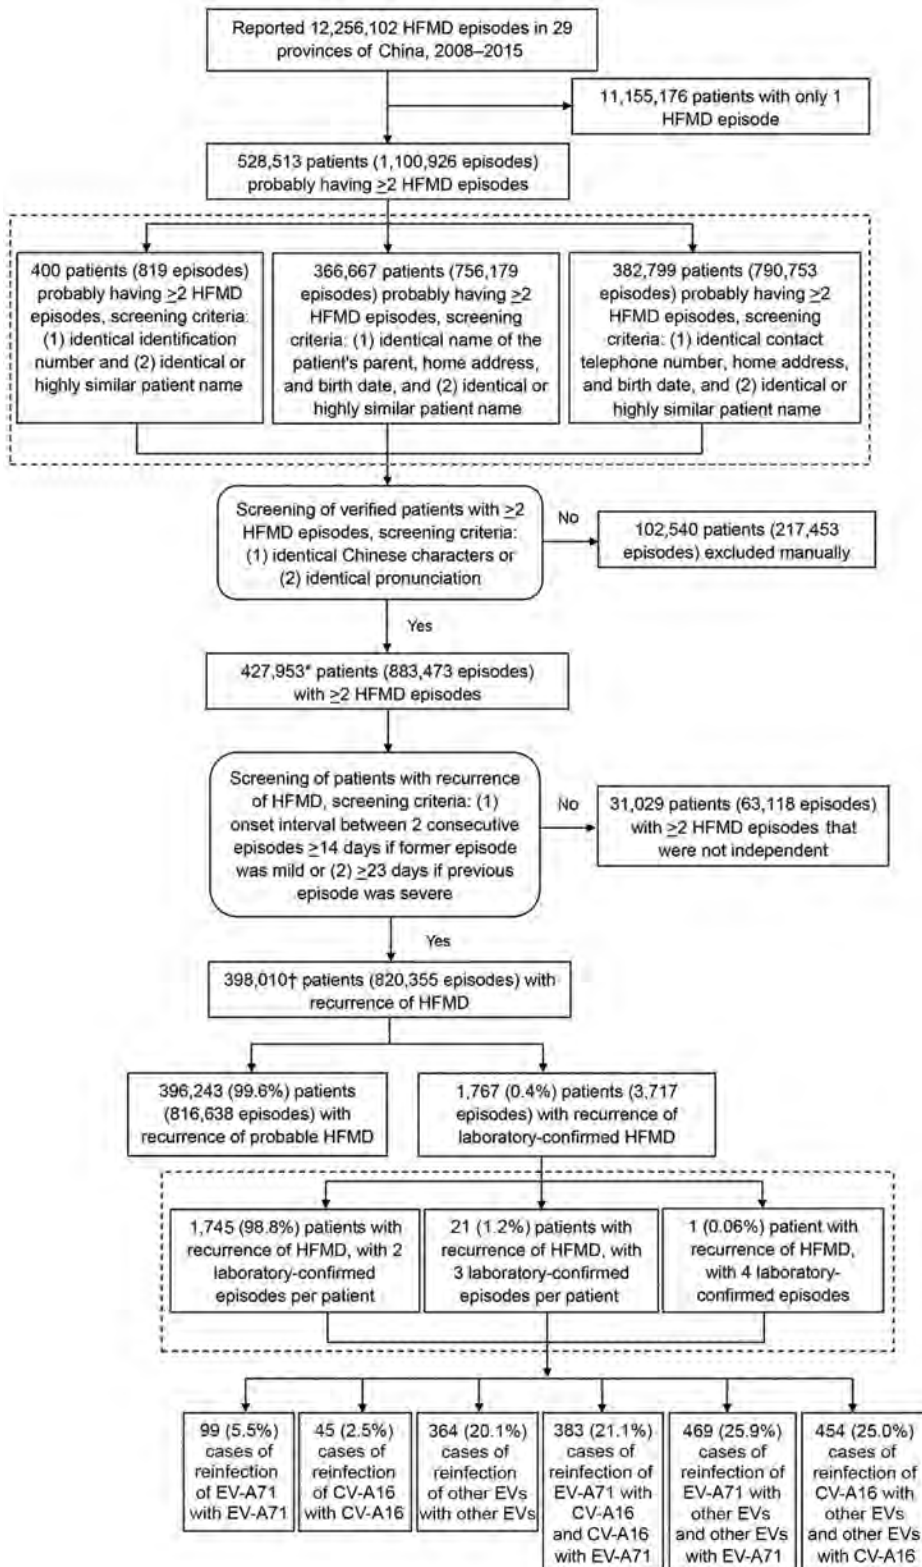 Reported 12,256,102 HFMD episodes in 29
provinces of China, 2008–2015
11,155,176 patients with only 1
HFMD episode
528,513 patients (1,100,926 episodes)
probably having ≥2 HFMD episodes
400 patients (819 episodes)
probably having ≥2 HFMD
episodes, screening criteria:
(1) identical identification
number and (2) identical or
highly similar patient name
366,667 patients (756,179
episodes) probably having ≥2
HFMD episodes, screening
criteria: (1) identical name of the
patient's parent, home address,
and birth date, and (2) identical or
highly similar patient name
382,799 patients (790,753
episodes) probably having ≥2
HFMD episodes, screening
criteria: (1) identical contact
telephone number, home address,
and birth date, and (2) identical or
highly similar patient name
Screening of verified patients with ≥2
HFMD episodes, screening criteria:
(1) identical Chinese characters or
(2) identical pronunciation
No
102,540 patients (217,453
episodes) excluded manually
Yes
427,953* patients (883,473 episodes)
with ≥2 HFMD episodes
Screening of patients with recurrence
of HFMD, screening criteria: (1)
onset interval between 2 consecutive
episodes ≥14 days if former episode
was mild or (2) ≥23 days if previous
episode was severe
No
31,029 patients (63,118 episodes)
with ≥2 HFMD episodes that
were not independent
Yes
398,010† patients (820,355 episodes) with
recurrence of HFMD
396,243 (99.6%) patients
(816,638 episodes) with
recurrence of probable HFMD
1,767 (0.4%) patients (3,717
episodes) with recurrence of
laboratory-confirmed HFMD
1,745 (98.8%) patients with
recurrence of HFMD, with 2
laboratory-confirmed
episodes per patient
21 (1.2%) patients with
recurrence of HFMD, with
3 laboratory-confirmed
episodes per patient
1 (0.06%) patient with
recurrence of HFMD,
with 4 laboratory-
confirmed episodes
99 (5.5%)
cases of
reinfection
of EV-A71
with EV-A71
45 (2.5%)
cases of
reinfection
of CV-A16
with CV-A16
364 (20.1%)
cases of
reinfection
of other EVs
with other EVs
383 (21.1%)
cases of
reinfection of
EV-A71 with
CV-A16
and CV-A16
with EV-A71
469 (25.9%)
cases of
reinfection of
EV-A71 with
other EVs
and other EVs
with EV-A71
454 (25.0%)
cases of
reinfection of
CV-A16 with
other EVs
and other EVs
with CV-A16